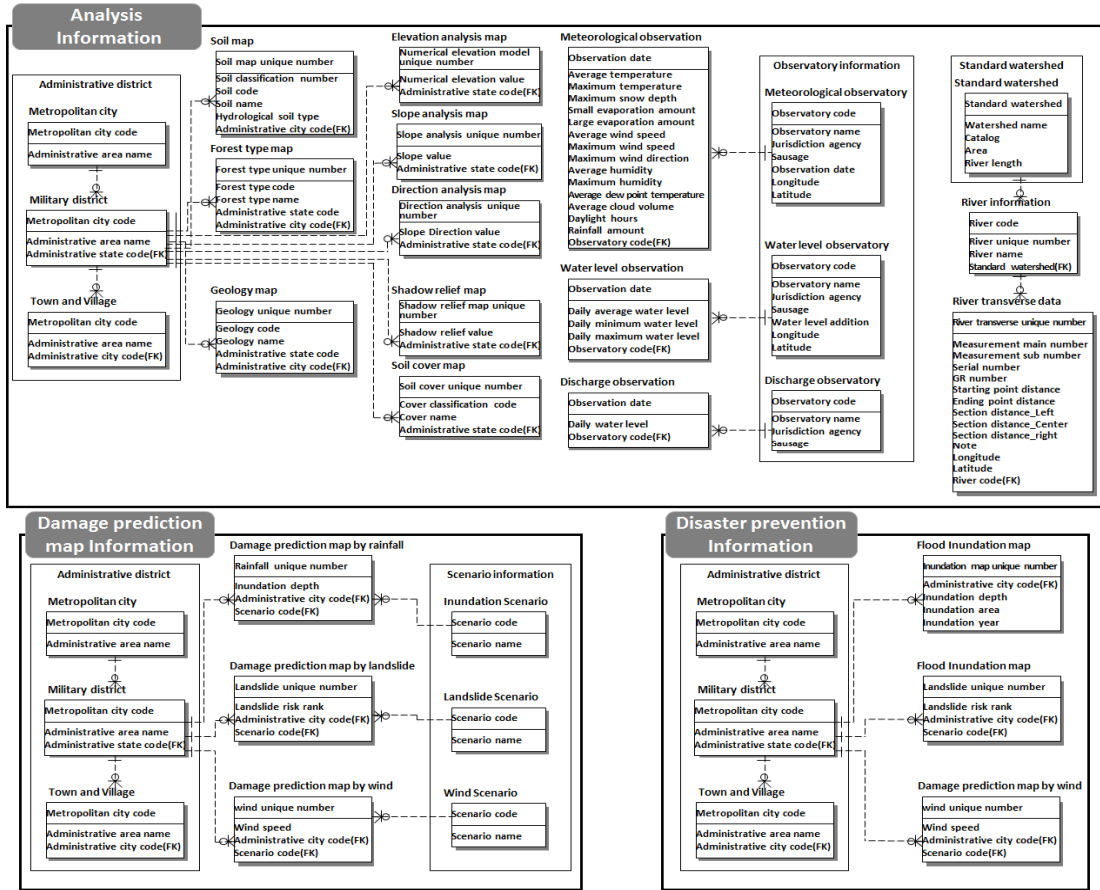 Analysis
Information
Administrative district
Metropolitan city
Metropolitan city code
Administrative area name
Military district
Metropolitan city code
Administrative area name
Administrative state code(FK)
Town and Village
Metropolitan city code
Administrative area name
Administrative city code(FK)
Soil map
Soil map unique number
Soil classification number
Soil code
Soil name
Hydrological soil type
Administrative city code(FK)
Forest type map
Forest type unique number
Forest type code
Forest type name
Administrative state code
Administrative city code(FK)
Geology map
Geology unique number
Geology code
Geology name
Administrative state code
Administrative city code(FK)
Elevation analysis map
Numerical elevation model
unique number
Numerical elevation value
Administrative state code(FK)
Slope analysis map
Slope analysis unique number
Slope value
Administrative state code(FK)
Direction analysis map
Direction analysis unique
number
Slope Direction value
Administrative state code(FK)
Shadow relief map
Shadow relief map unique
number
Shadow relief value
Administrative state code(FK)
Soil cover map
Soil cover unique number
Cover classification code
Cover name
Administrative state code(FK)
Meteorological observation
Observation date
Average temperature
Maximum temperature
Maximum snow depth
Small evaporation amount
Large evaporation amount
Average wind speed
Maximum wind speed
Maximum wind direction
Average humidity
Maximum humidity
Average dew point temperature
Average cloud volume
Daylight hours
Rainfall amount
Observatory code(FK)
Water level observation
Observation date
Daily average water level
Daily minimum water level
Daily maximum water level
Observatory code(FK)
Discharge observation
Observation date
Daily water level
Observatory code(FK)
Observatory information
Meteorological observatory
Observatory code
Observatory name
Jurisdiction agency
Sausage
Observation date
Longitude
Latitude
Water level observatory
Observatory code
Observatory name
Jurisdiction agency
Sausage
Water level addition
Longitude
Latitude
Discharge observatory
Observatory code
Observatory name
Jurisdiction agency
Sausage
Standard watershed
Standard watershed
Standard watershed
Watershed name
Catalog
Area
River length
River information
River code
River unique number
River name
Standard watershed(FK)
River transverse data
River transverse unique number
Measurement main number
Measurement sub number
Serial number
GR number
Starting point distance
Ending point distance
Section distance_Left
Section distance_Center
Section distance_right
Note
Longitude
Latitude
River code(FK)
Damage prediction
map Information
Administrative district
Metropolitan city
Metropolitan city code
Administrative area name
Military district
Metropolitan city code
Administrative area name
Administrative state code(FK)
Town and Village
Metropolitan city code
Administrative area name
Administrative city code(FK)
Damage prediction map by rainfall
Rainfall unique number
Inundation depth
Administrative city code(FK)
Scenario code(FK)
Damage prediction map by landslide
Landslide unique number
Landslide risk rank
Administrative city code(FK)
Scenario code(FK)
Damage prediction map by wind
wind unique number
Wind speed
Administrative city code(FK)
Scenario code(FK)
Scenario information
Inundation Scenario
Scenario code
Scenario name
Landslide Scenario
Scenario code
Scenario name
Wind Scenario
Scenario code
Scenario name
Disaster prevention
Information
Administrative district
Metropolitan city
Metropolitan city code
Administrative area name
Military district
Metropolitan city code
Administrative area name
Administrative state code(FK)
Town and Village
Metropolitan city code
Administrative area name
Administrative city code(FK)
Flood Inundation map
Inundation map unique number
Administrative city code(FK)
Inundation depth
Inundation area
Inundation year
Flood Inundation map
Landslide unique number
Landslide risk rank
Administrative city code(FK)
Scenario code(FK)
Damage prediction map by wind
wind unique number
Wind speed
Administrative city code(FK)
Scenario code(FK)